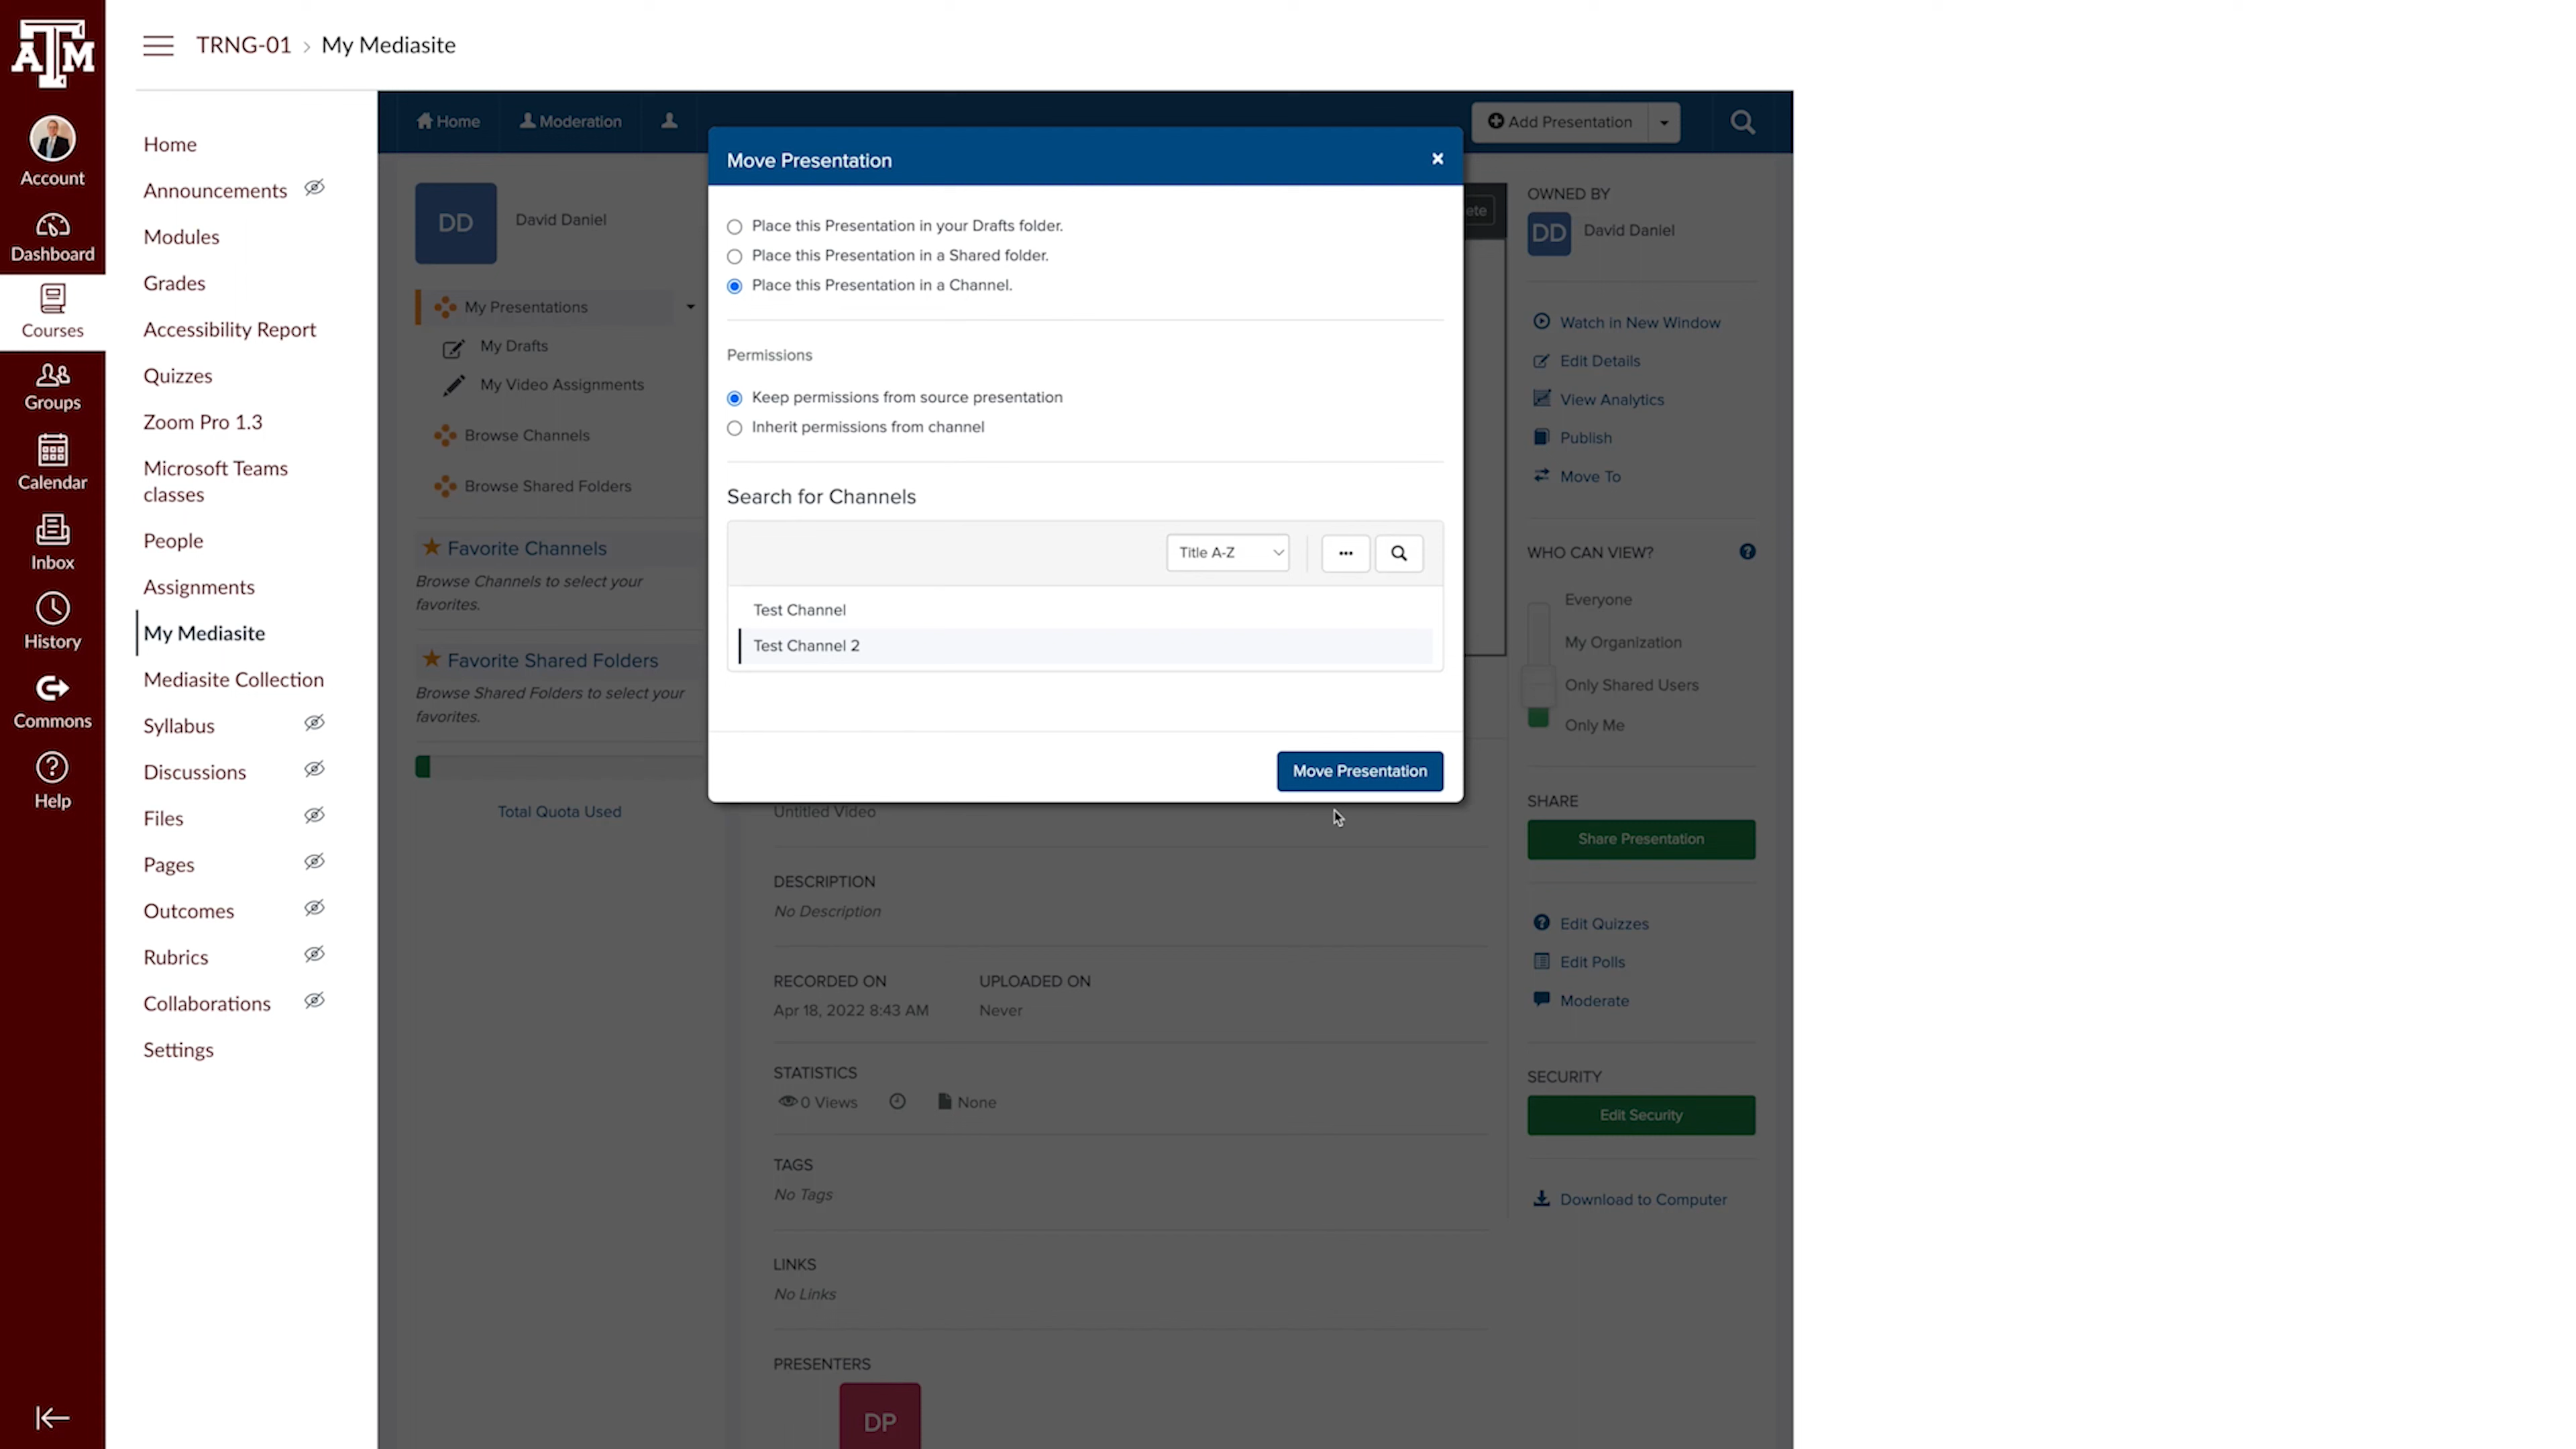 ATM
TRNG-01 › My Mediasite
Account
Dashboard
Courses
Groups
Calendar
Inbox
History
Commons
Help
Home
Announcements
Modules
Grades
Accessibility Report
Quizzes
Zoom Pro 1.3
Microsoft Teams
classes
People
Assignments
My Mediasite
Mediasite Collection
Syllabus
Discussions
Files
Pages
Outcomes
Rubrics
Collaborations
Settings
Home
Moderation
Add Presentation
DD
David Daniel
My Presentations
My Drafts
My Video Assignments
Browse Channels
Browse Shared Folders
Favorite Channels
Browse Channels to select your
favorites.
Favorite Shared Folders
Browse Shared Folders to select your
favorites.
Total Quota Used
Move Presentation
×
Place this Presentation in your Drafts folder.
Place this Presentation in a Shared folder.
Place this Presentation in a Channel.
Permissions
Keep permissions from source presentation
Inherit permissions from channel
Search for Channels
Title A-Z
Test Channel
Test Channel 2
Move Presentation
Untitled Video
DESCRIPTION
No Description
RECORDED ON
Apr 18, 2022 8:43 AM
UPLOADED ON
Never
STATISTICS
0 Views
None
TAGS
No Tags
LINKS
No Links
PRESENTERS
DP
OWNED BY
DD
David Daniel
Watch in New Window
Edit Details
View Analytics
Publish
Move To
WHO CAN VIEW?
Everyone
My Organization
Only Shared Users
Only Me
SHARE
Share Presentation
Edit Quizzes
Edit Polls
Moderate
SECURITY
Edit Security
Download to Computer